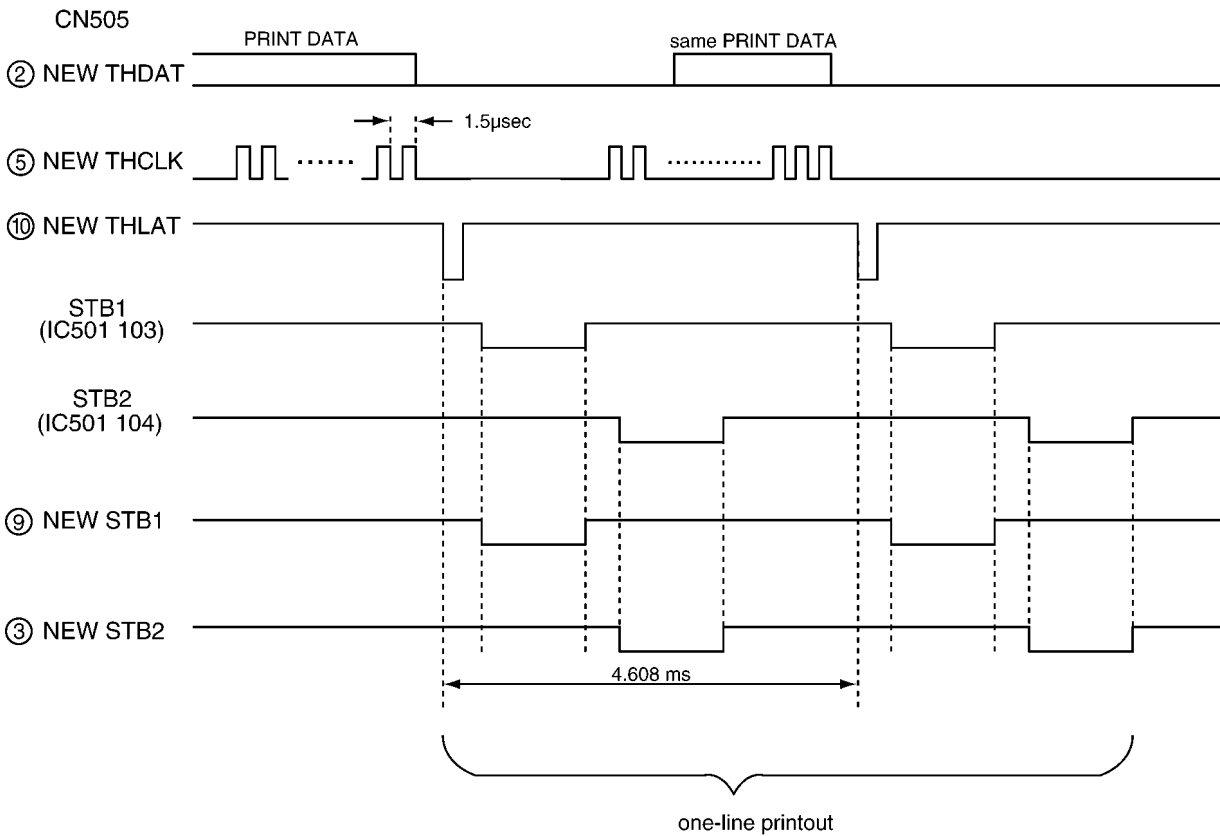 CN505
PRINT DATA
same PRINT DATA
② NEW THDAT
1.5µsec
⑤ NEW THCLK
⑩ NEW THLAT
STB1
(IC501 103)
STB2
(IC501 104)
⑨ NEW STB1
③ NEW STB2
4.608 ms
one-line printout